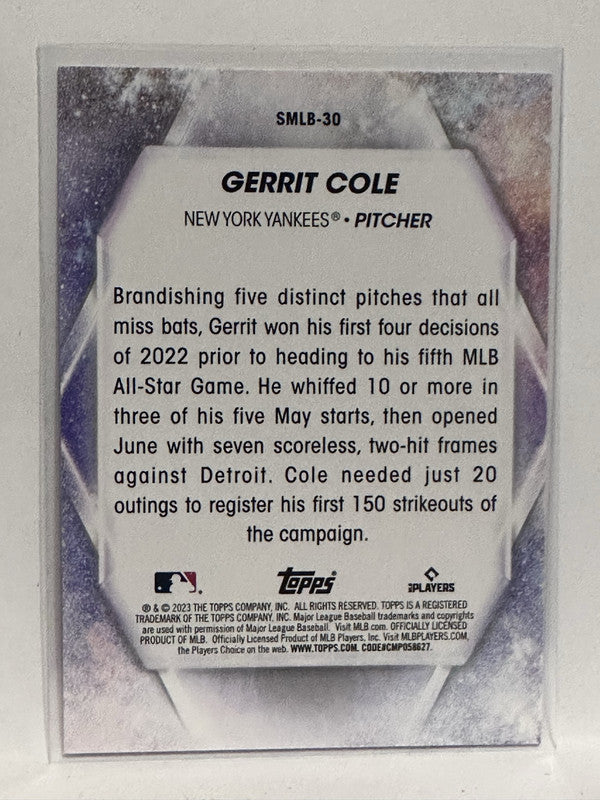 SMLB-30
GERRIT COLE
NEW YORK YANKEES® • PITCHER
Brandishing five distinct pitches that all
miss bats, Gerrit won his first four decisions
of 2022 prior to heading to his fifth MLB
All-Star Game. He whiffed 10 or more in
three of his five May starts, then opened
June with seven scoreless, two-hit frames
against Detroit. Cole needed just 20
outings to register his first 150 strikeouts of
the campaign.
Topps
MLB PLAYERS
® & © 2023 THE TOPPS COMPANY, INC. ALL RIGHTS RESERVED. TOPPS IS A REGISTERED
TRADEMARK OF THE TOPPS COMPANY, INC. Major League Baseball trademarks and copyrights
are used with permission of Major League Baseball. Visit MLB.com. OFFICIALLY LICENSED
PRODUCT OF MLB. Officially Licensed Product of MLB Players, Inc. Visit MLBPLAYERS.COM,
the Players Choice on the web. WWW.TOPPS.COM. CODE#CMP058627.